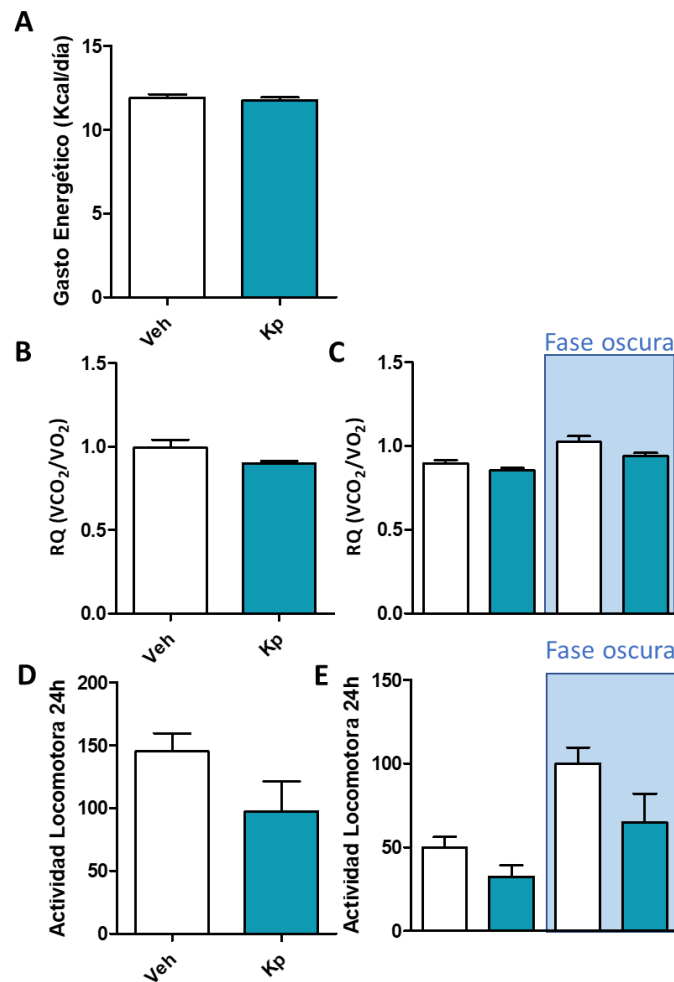 A
Gasto Energético (Kcal/día)
15
10
5
0
Veh
Kp
B
RQ (VCO₂/VO₂)
1.5
1.0
0.5
0.0
Veh
Kp
C
Fase oscura
RQ (VCO₂/VO₂)
1.5
1.0
0.5
0.0
D
Actividad Locomotora 24h
200
150
100
50
0
Veh
Kp
E
Fase oscura
Actividad Locomotora 24h
150
100
50
0